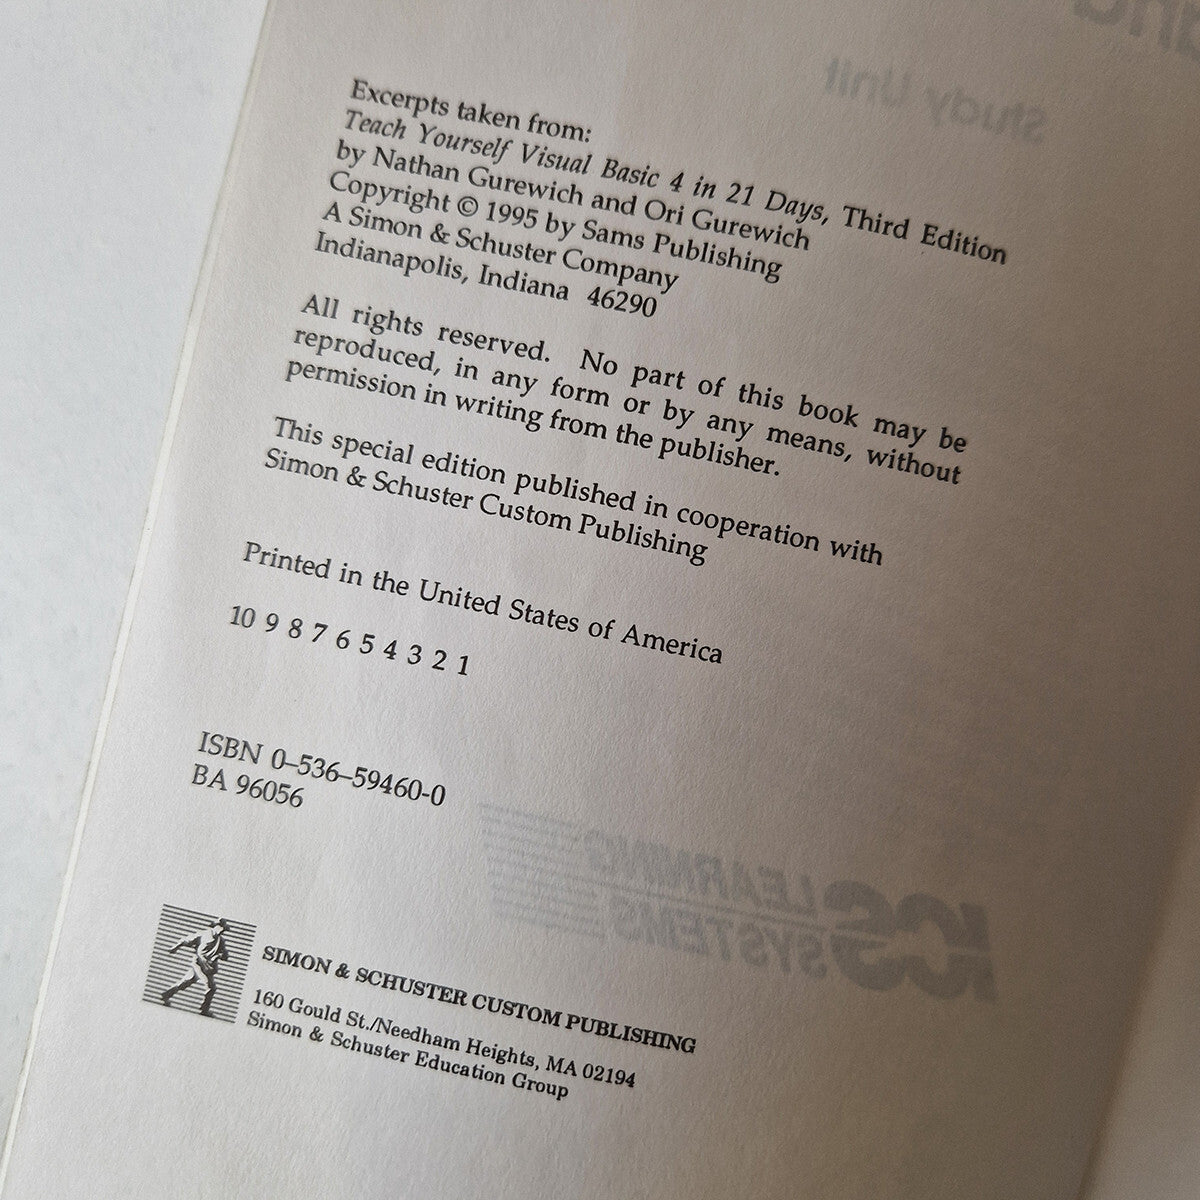 Excerpts taken from:
Teach Yourself Visual Basic 4 in 21 Days, Third Edition
by Nathan Gurewich and Ori Gurewich
Copyright © 1995 by Sams Publishing
A Simon & Schuster Company
Indianapolis, Indiana 46290
All rights reserved. No part of this book may be
reproduced, in any form or by any means, without
permission in writing from the publisher.
This special edition published in cooperation with
Simon & Schuster Custom Publishing
Printed in the United States of America
10 9 8 7 6 5 4 3 2 1
ISBN 0–536–59460-0
BA 96056
SIMON & SCHUSTER CUSTOM PUBLISHING
160 Gould St./Needham Heights, MA 02194
Simon & Schuster Education Group
Study Unit
ICS LEARNING
SYSTEMS